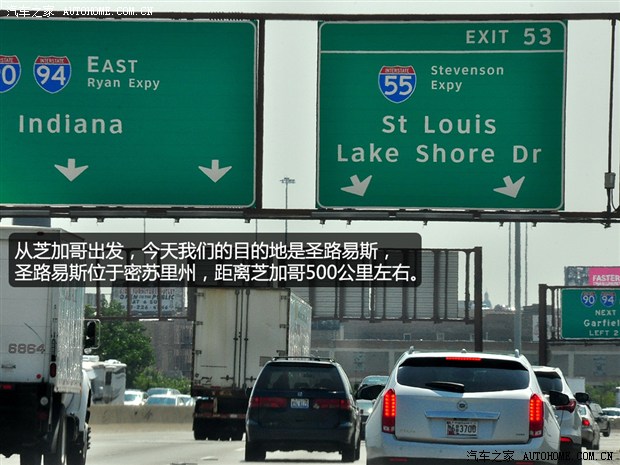 汽车之家 AUTOHOME.COM.CN
EXIT 53
INTERSTATE
94
EAST
Ryan Expy
Indiana
INTERSTATE
55
Stevenson
Expy
St Louis
Lake Shore Dr
从芝加哥出发，今天我们的目的地是圣路易斯，
圣路易斯位于密苏里州，距离芝加哥500公里左右。
FASTER
90 94
NEXT
Garfiel
LEFT 2
6864
汽车之家 AUTOHOME.COM.CN